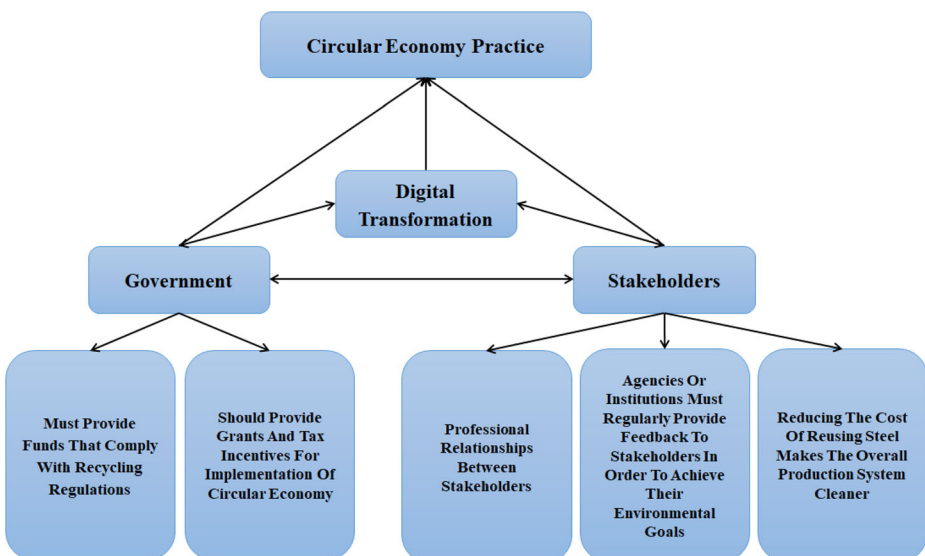 Circular Economy Practice
Digital
Transformation
Government
Stakeholders
Must Provide
Funds That Comply
With Recycling
Regulations
Should Provide
Grants And Tax
Incentives For
Implementation Of
Circular Economy
Professional
Relationships
Between
Stakeholders
Agencies Or
Institutions Must
Regularly Provide
Feedback To
Stakeholders In
Order To Achieve
Their
Environmental
Goals
Reducing The Cost
Of Reusing Steel
Makes The Overall
Production System
Cleaner